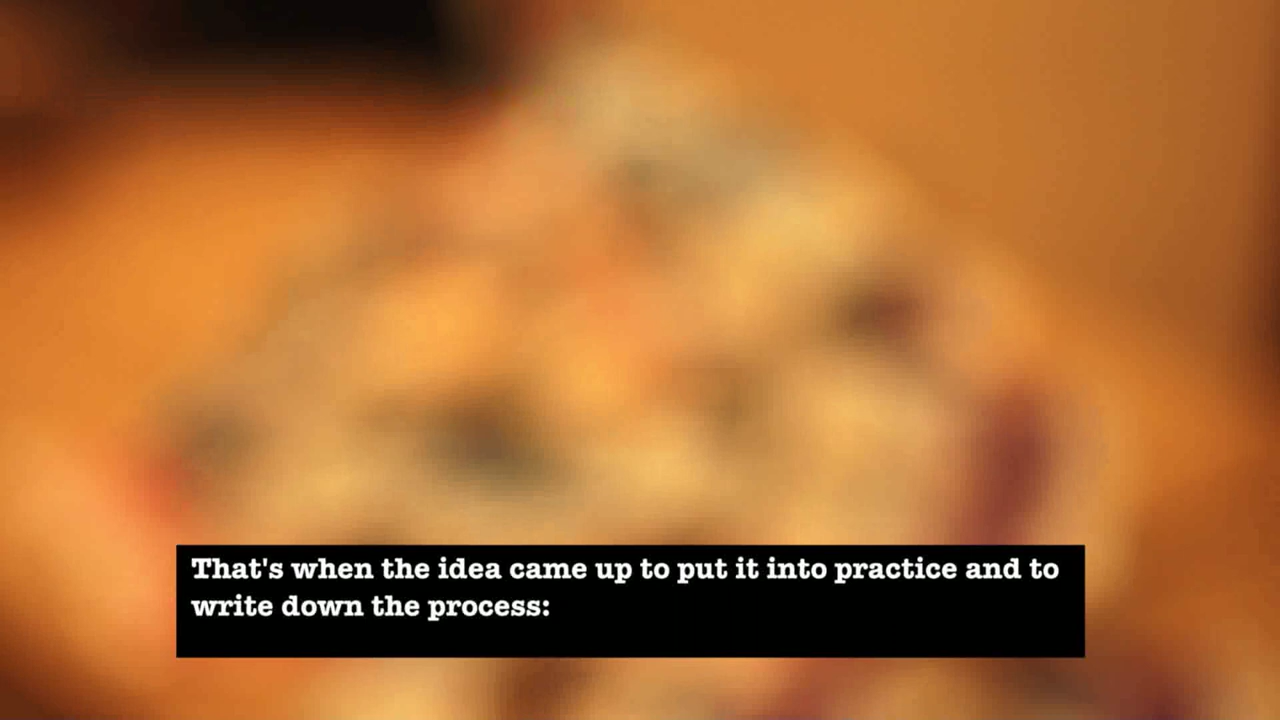 That's when the idea came up to put it into practice and to
write down the process: